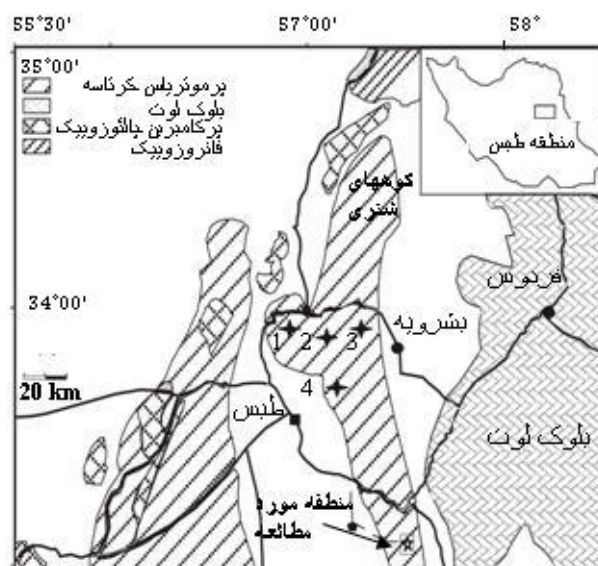 55°30' 57°00' 58°
35°00'
پرموتریاس کرتاسه
بلوک لوت
پرکامبرین پالئوزوییک
فانروزوییک
منطقه طبس
کوههای
شتری
فردوس
34°00'
بشرویه
1 2 3
4
20 km
طبس
بلوک لوت
منطقه مورد
مطالعه